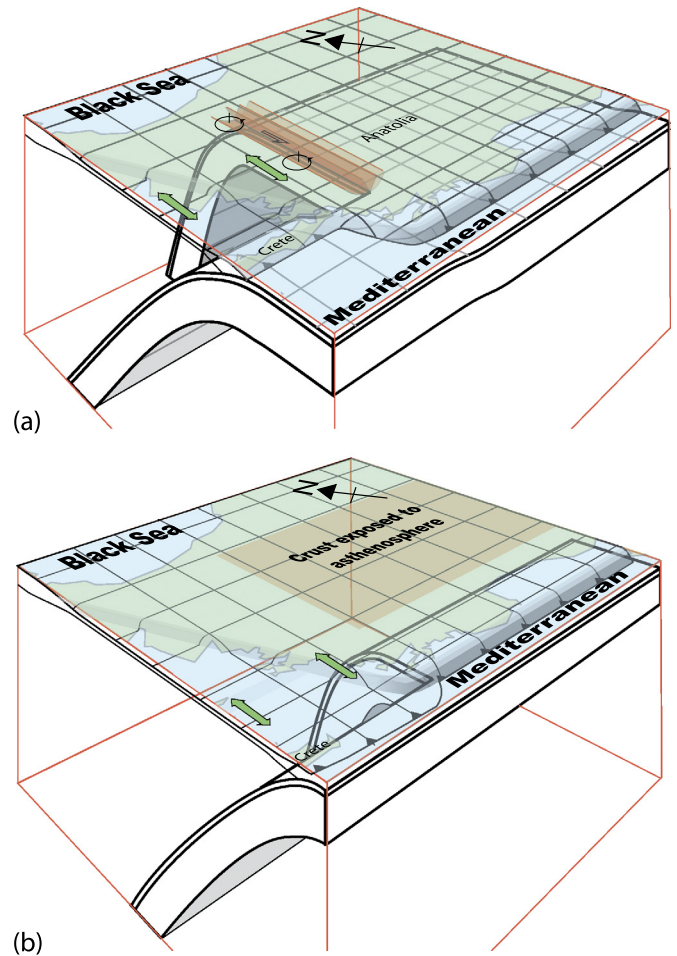 N
Black Sea
Anatolia
Crete
Mediterranean
(a)
N
Black Sea
Crust exposed to
asthenosphere
Mediterranean
Crete
(b)